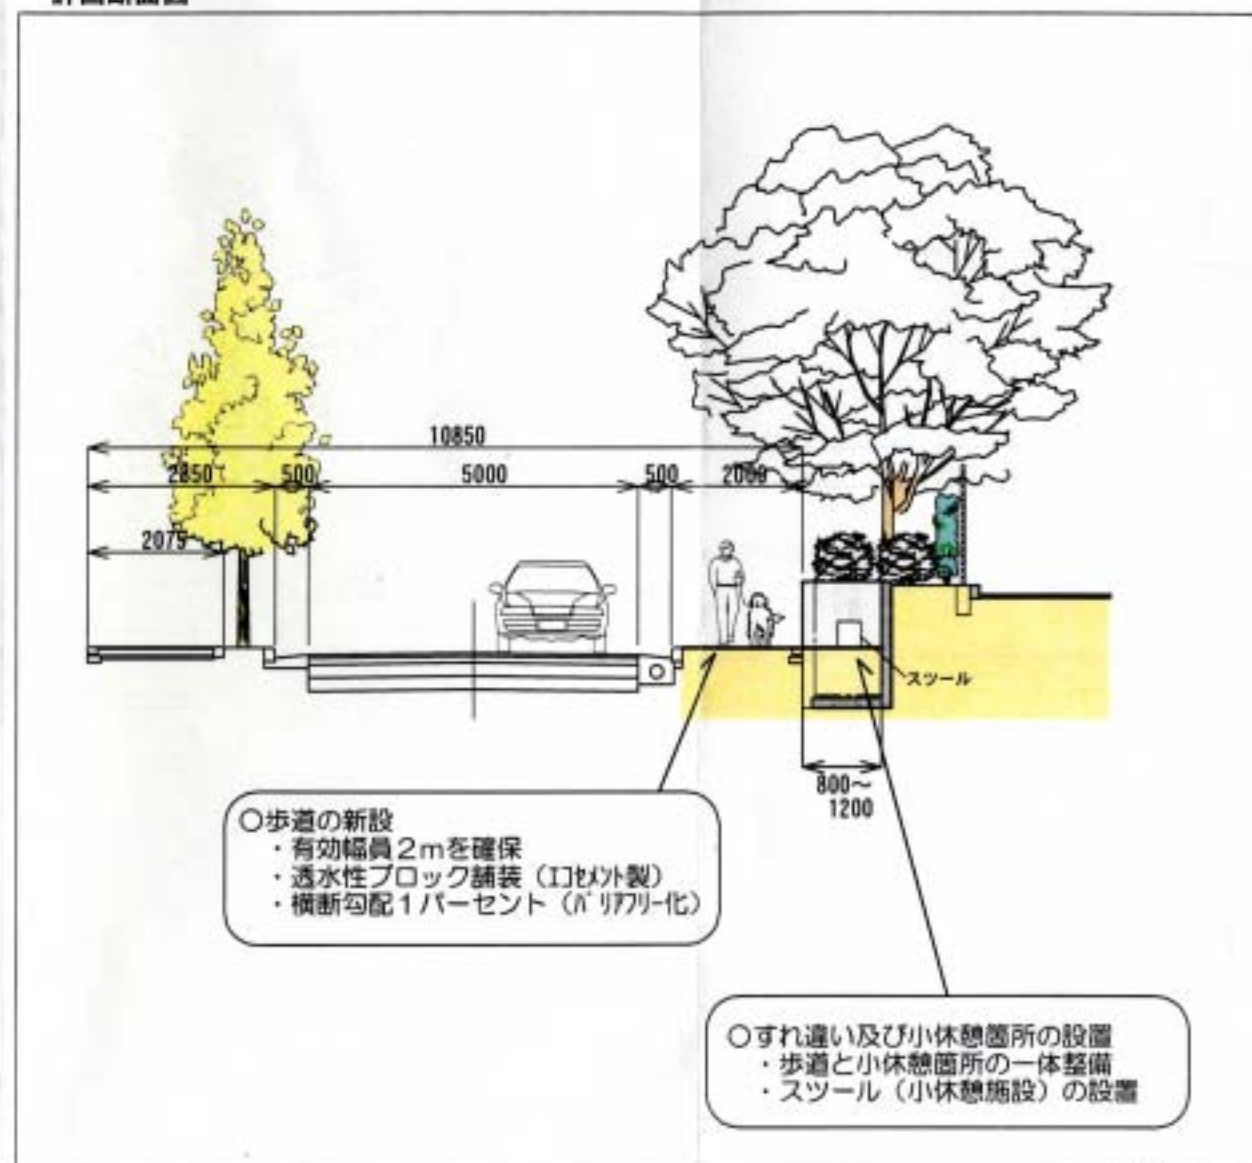 10850
2850
500
5000
500
2000
2075
スツール
800～
1200
○歩道の新設
・有効幅員２ｍを確保
・透水性ブロック舗装（ｴｺｾﾒﾝﾄ製）
・横断勾配１パーセント（ﾊﾞﾘｱﾌﾘｰ化）
○すれ違い及び小休憩箇所の設置
・歩道と小休憩箇所の一体整備
・スツール（小休憩施設）の設置